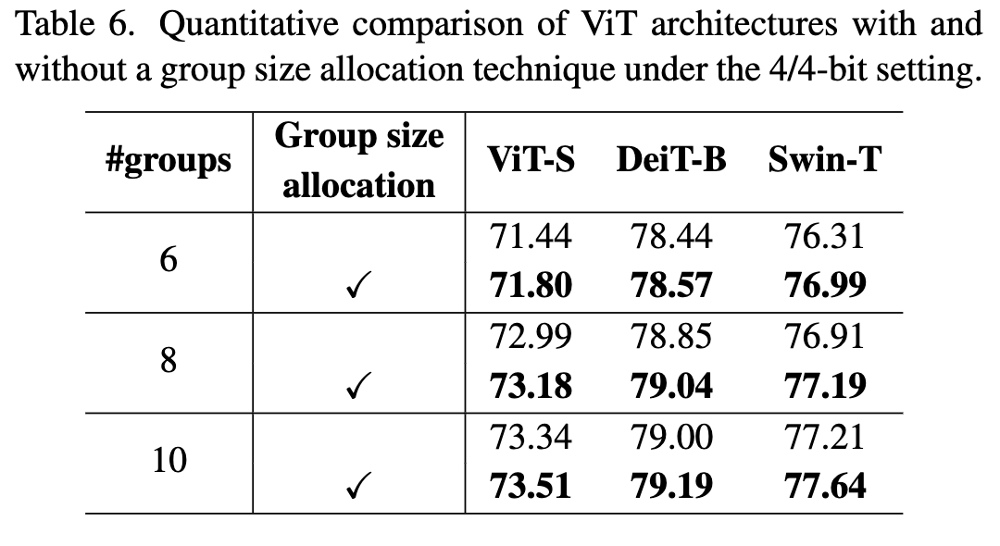 Table 6. Quantitative comparison of ViT architectures with and
without a group size allocation technique under the 4/4-bit setting.
#groups Group size allocation ViT-S DeiT-B Swin-T
6 71.44 78.44 76.31
✓ 71.80 78.57 76.99
8 72.99 78.85 76.91
✓ 73.18 79.04 77.19
10 73.34 79.00 77.21
✓ 73.51 79.19 77.64